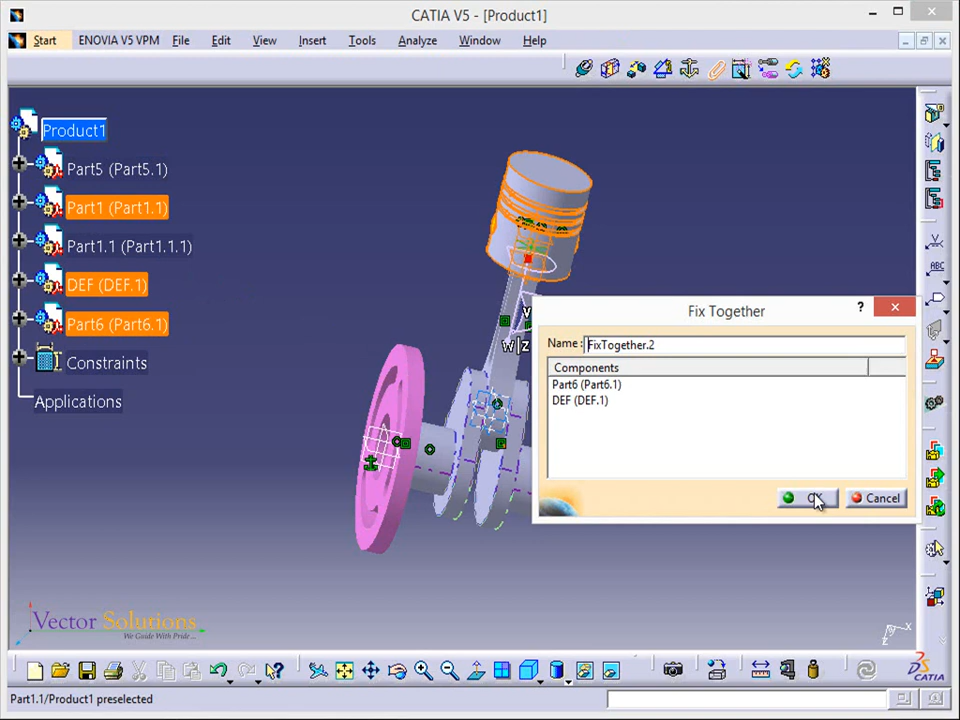 CATIA V5 - [Product1]
Start ENOVIA V5 VPM File Edit View Insert Tools Analyze Window Help
Product1
Part5 (Part5.1)
Part1 (Part1.1)
Part1.1 (Part1.1.1)
DEF (DEF.1)
Part6 (Part6.1)
Constraints
Applications
V
W Z
Fix Together
?
Name: FixTogether.2
Components
Part6 (Part6.1)
DEF (DEF.1)
OK Cancel
ABC
Vector Solutions
We Guide With Pride...
x
z
CATIA
Part1.1/Product1 preselected